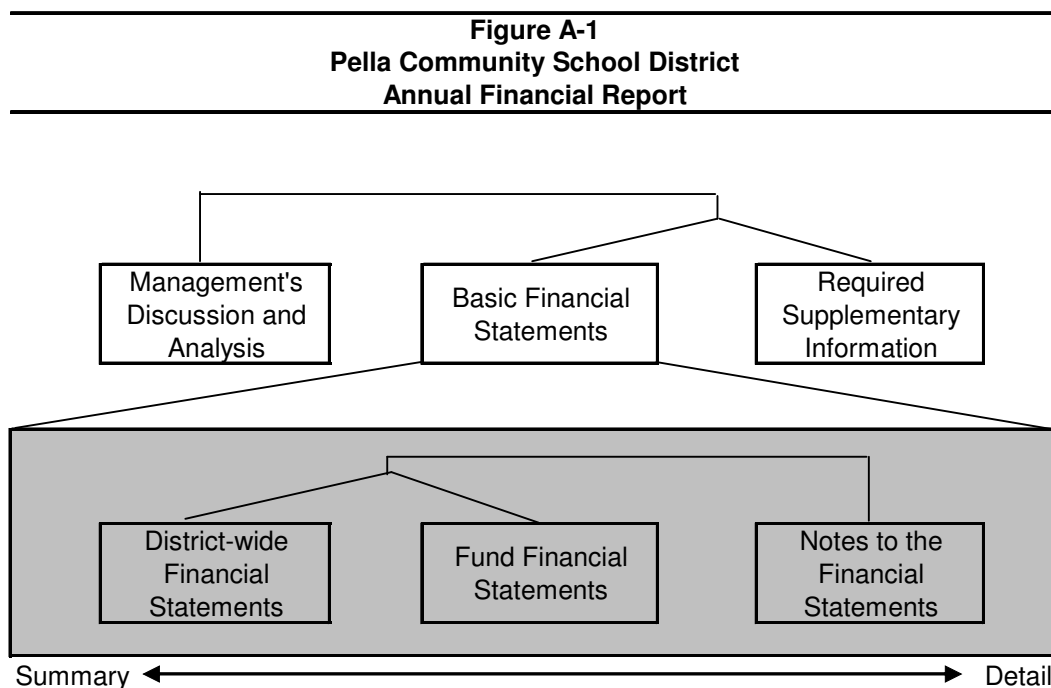 Figure A-1
Pella Community School District
Annual Financial Report
Management's
Discussion and
Analysis
Basic Financial
Statements
Required
Supplementary
Information
District-wide
Financial
Statements
Fund Financial
Statements
Notes to the
Financial
Statements
Summary
Detail